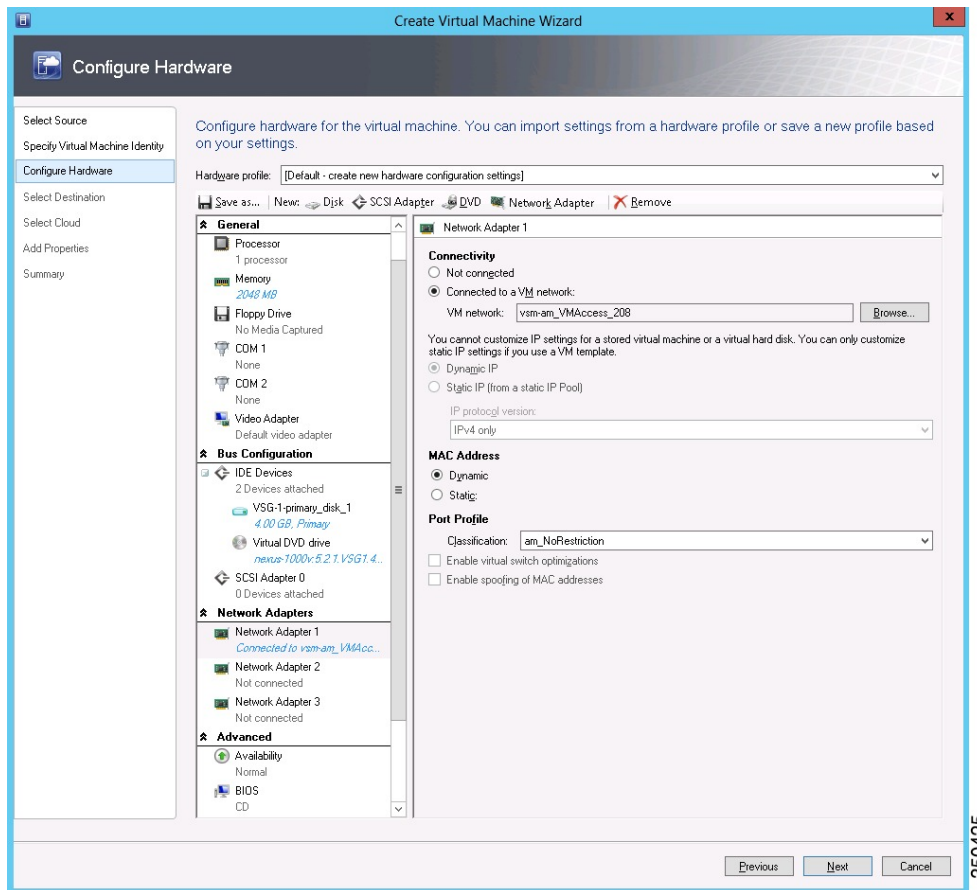 Create Virtual Machine Wizard
x
Configure Hardware
Select Source
Specify Virtual Machine Identity
Configure Hardware
Select Destination
Select Cloud
Add Properties
Summary
Configure hardware for the virtual machine. You can import settings from a hardware profile or save a new profile based
on your settings.
Hardware profile: [Default - create new hardware configuration settings]
Save as... New: Disk SCSI Adapter DVD Network Adapter Remove
General
Processor
1 processor
Memory
2048 MB
Floppy Drive
No Media Captured
COM 1
None
COM 2
None
Video Adapter
Default video adapter
Bus Configuration
IDE Devices
2 Devices attached
VSG-1-primary_disk_1
4.00 GB, Primary
Virtual DVD drive
nexus-1000v.5.2.1.VSG1.4...
SCSI Adapter 0
0 Devices attached
Network Adapters
Network Adapter 1
Connected to vsm-am_VMAcc...
Network Adapter 2
Not connected
Network Adapter 3
Not connected
Advanced
Availability
Normal
BIOS
CD
Network Adapter 1
Connectivity
Not connected
Connected to a VM network:
VM network: vsm-am_VMAccess_208 Browse...
You cannot customize IP settings for a stored virtual machine or a virtual hard disk. You can only customize
static IP settings if you use a VM template.
Dynamic IP
Static IP (from a static IP Pool)
IP protocol version:
IPv4 only
MAC Address
Dynamic
Static:
Port Profile
Classification: am_NoRestriction
Enable virtual switch optimizations
Enable spoofing of MAC addresses
Previous Next Cancel